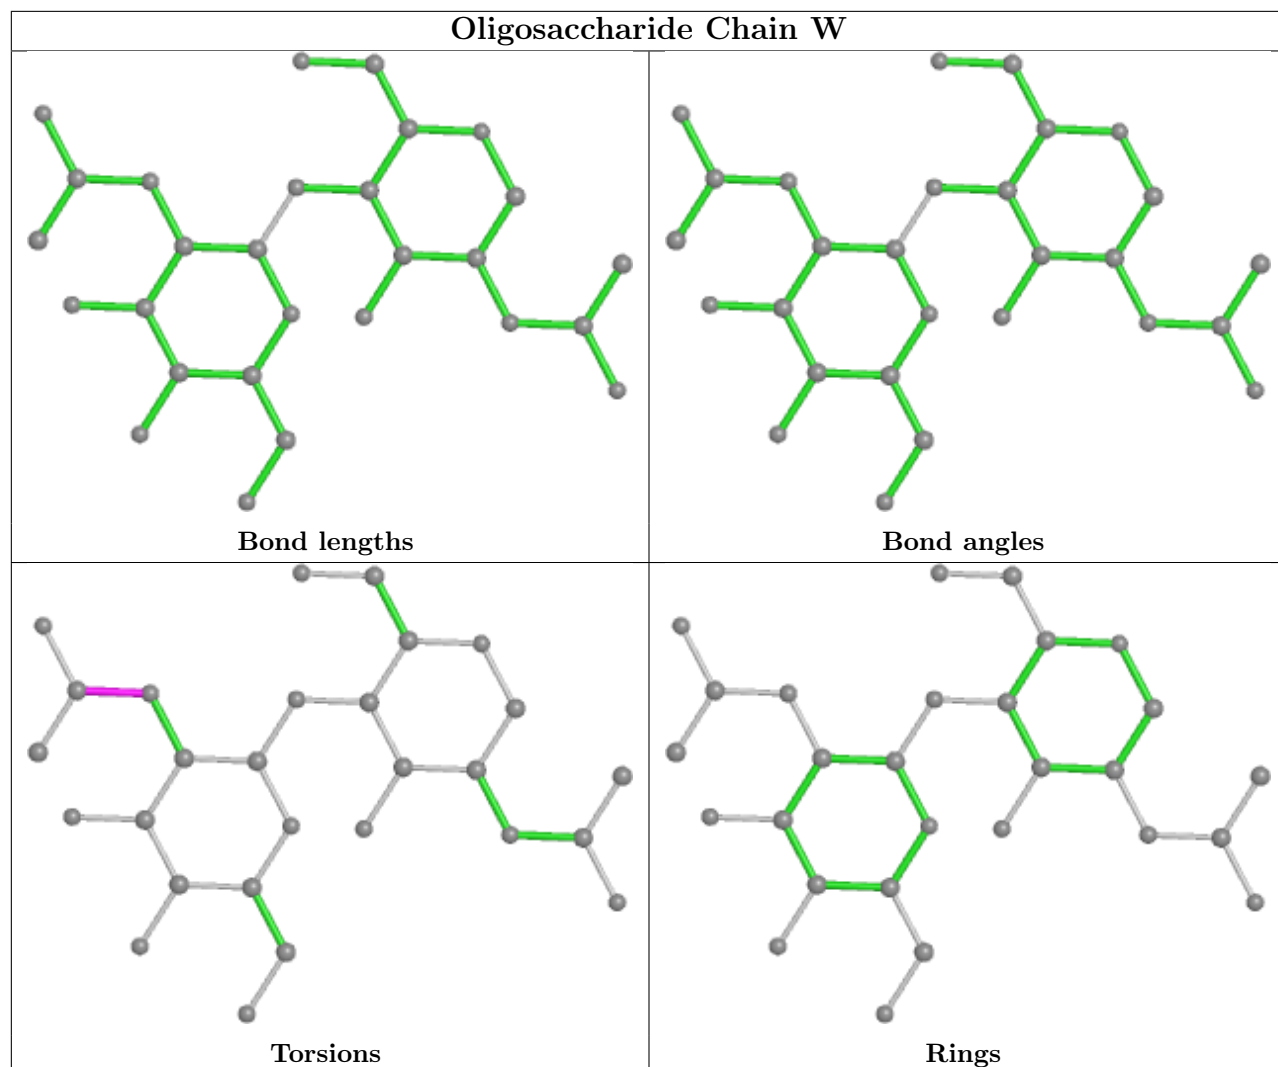 Oligosaccharide Chain W
Bond lengths
Bond angles
Torsions
Rings